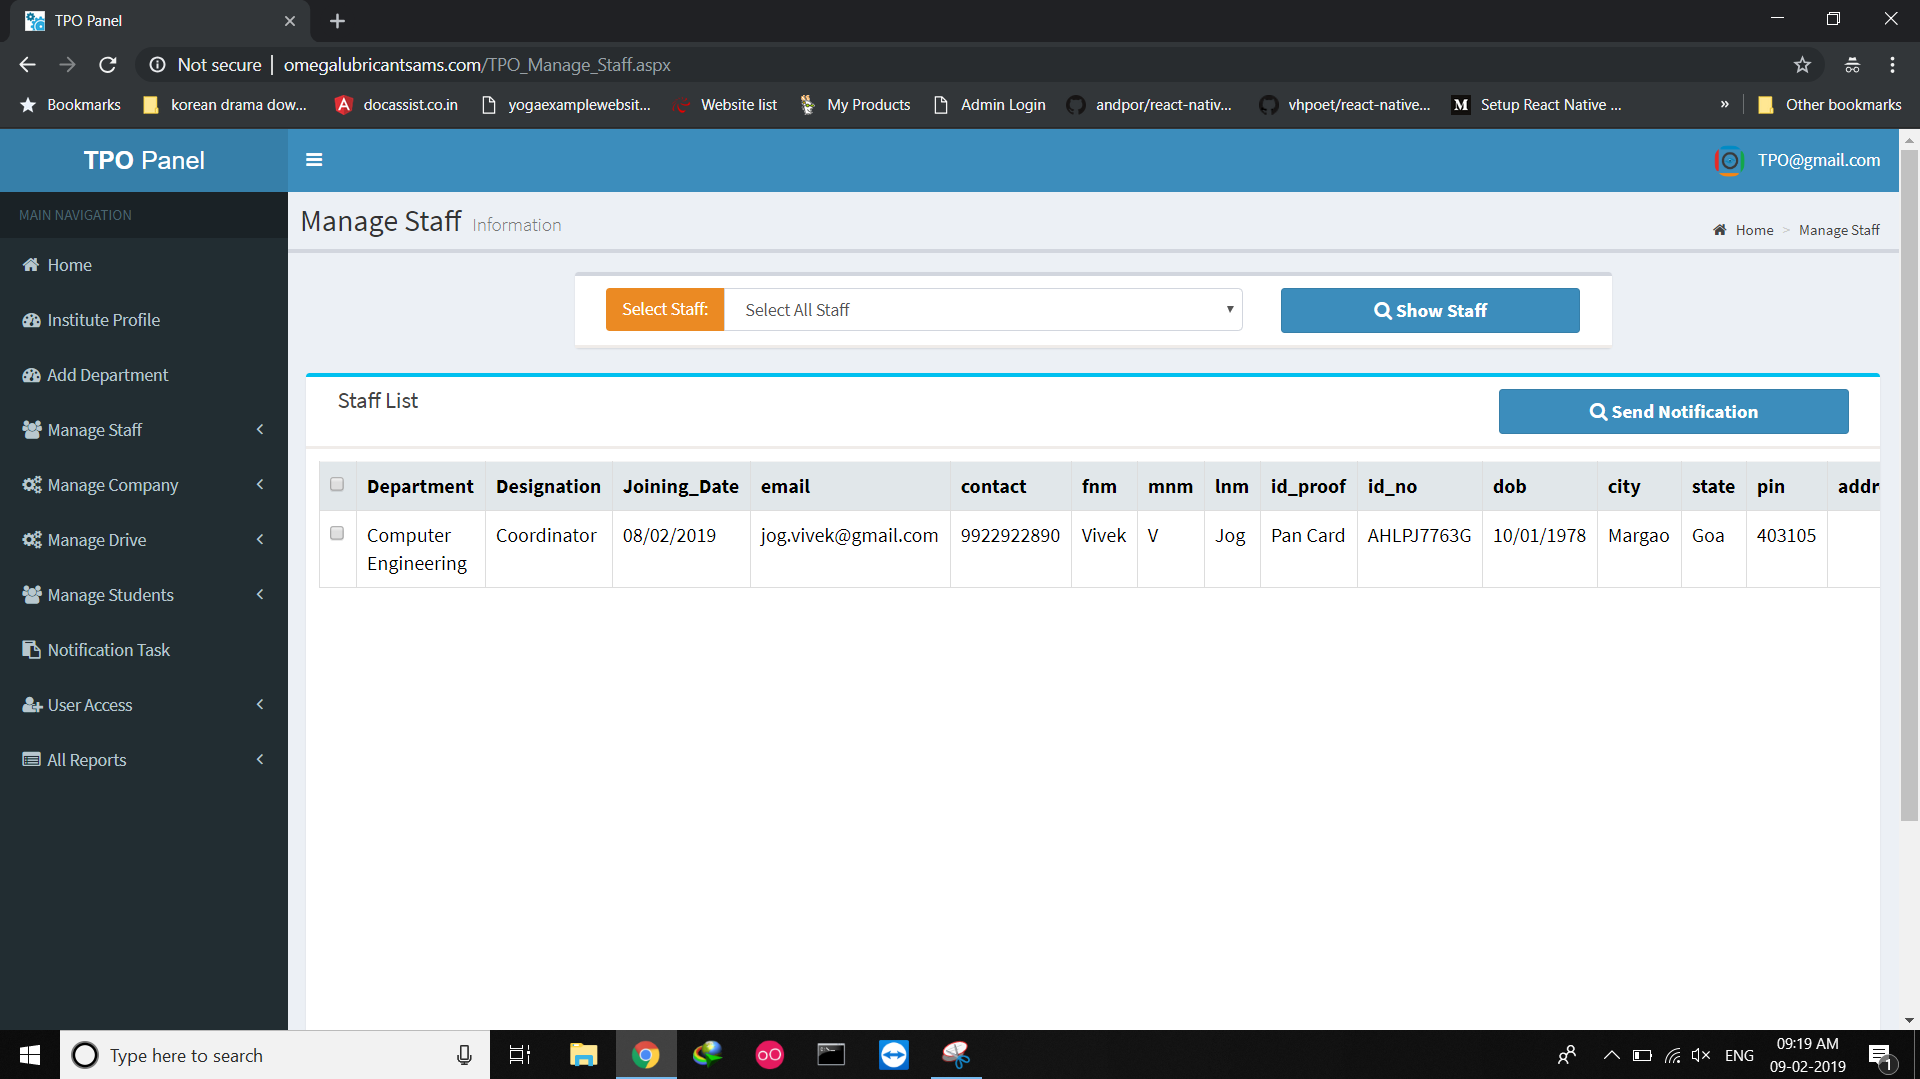 TPO Panel
Not secure | omegalubricantsams.com/TPO_Manage_Staff.aspx
Bookmarks korean drama dow... docassist.co.in yogaexamplewebsit... Website list My Products Admin Login andpor/react-nativ... vhpoet/react-native... Setup React Native ... » Other bookmarks
TPO Panel TPO@gmail.com
MAIN NAVIGATION
Home
Institute Profile
Add Department
Manage Staff
Manage Company
Manage Drive
Manage Students
Notification Task
User Access
All Reports
Manage Staff Information
Home > Manage Staff
Select Staff: Select All Staff Show Staff
Staff List Send Notification
Department Designation Joining_Date email contact fnm mnm lnm id_proof id_no dob city state pin addr
Computer Coordinator 08/02/2019 jog.vivek@gmail.com 9922922890 Vivek V Jog Pan Card AHLPJ7763G 10/01/1978 Margao Goa 403105
Engineering
Type here to search
ENG
09:19 AM
09-02-2019
1